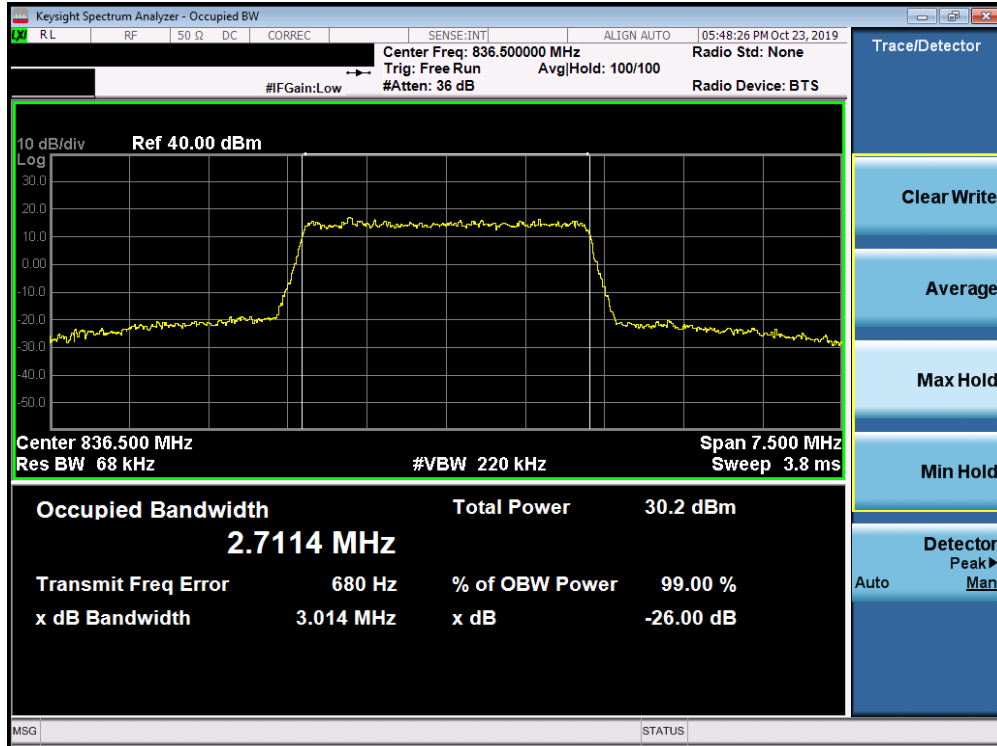 Keysight Spectrum Analyzer - Occupied BW
LXI RL RF 50 Ω DC CORREC SENSE:INT ALIGN AUTO 05:48:26 PM Oct 23, 2019
Center Freq: 836.500000 MHz Radio Std: None
Trig: Free Run Avg|Hold: 100/100
#IFGain:Low #Atten: 36 dB Radio Device: BTS
10 dB/div Ref 40.00 dBm
Log
30.0
20.0
10.0
0.00
-10.0
-20.0
-30.0
-40.0
-50.0
Center 836.500 MHz Span 7.500 MHz
Res BW 68 kHz #VBW 220 kHz Sweep 3.8 ms
Occupied Bandwidth Total Power 30.2 dBm
2.7114 MHz
Transmit Freq Error 680 Hz % of OBW Power 99.00 %
x dB Bandwidth 3.014 MHz x dB -26.00 dB
Trace/Detector
Clear Write
Average
Max Hold
Min Hold
Detector
Peak▶
Auto Man
MSG STATUS